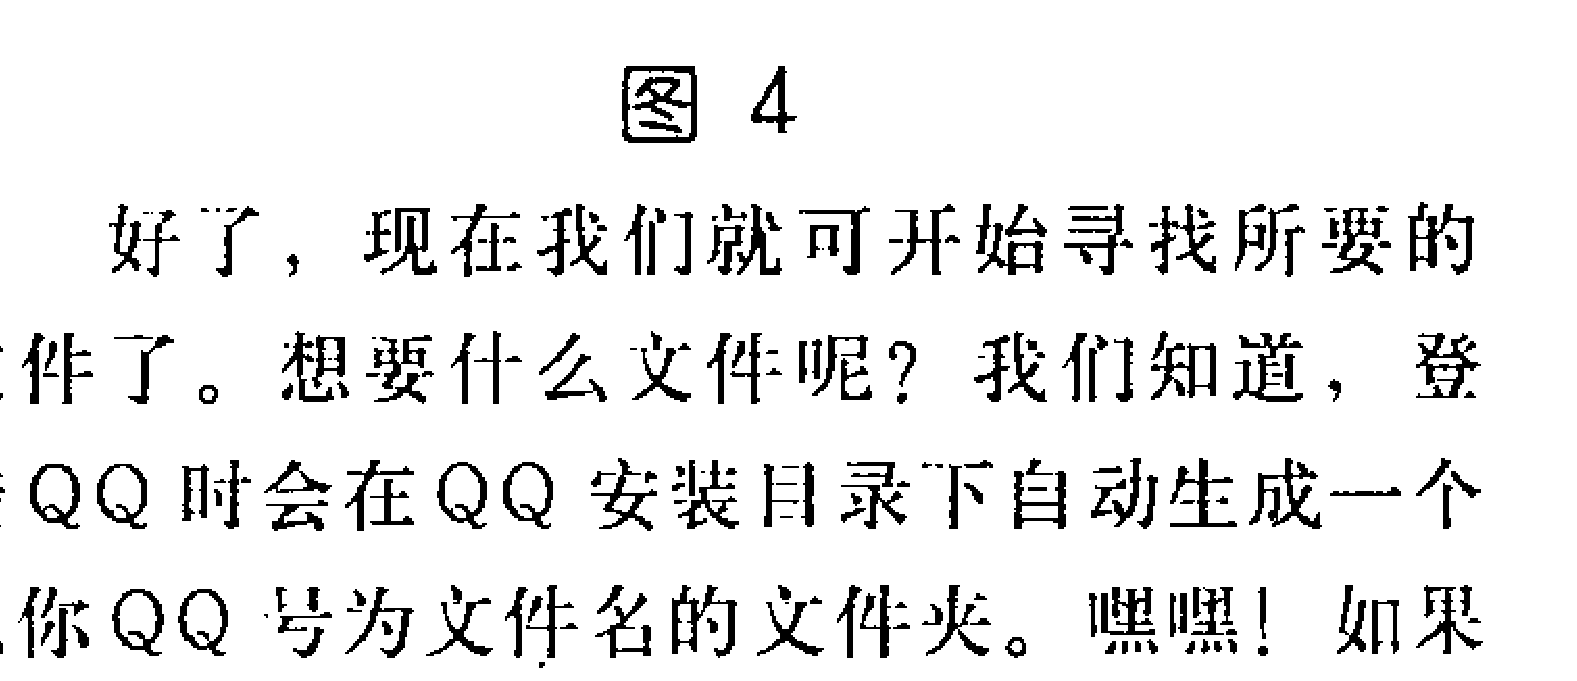 图 4
好了，现在我们就可开始寻找所要的
件了。想要什么文件呢？我们知道，登
QQ 时会在 QQ 安装目录下自动生成一个
你 QQ 号为文件名的文件夹。嘿嘿！如果